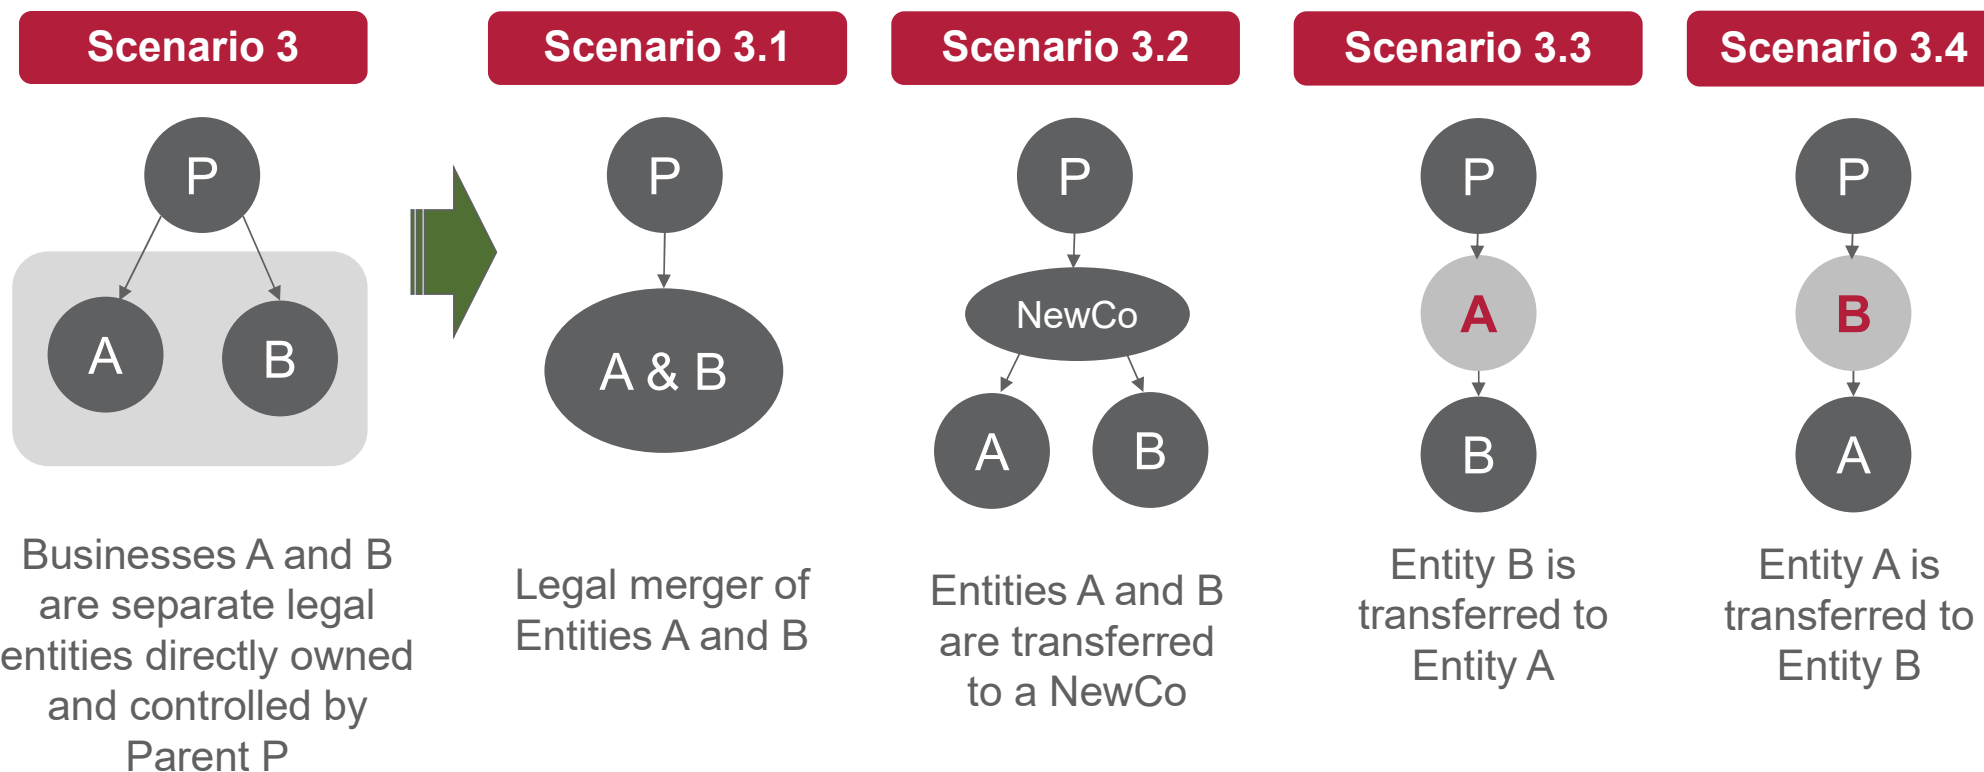 Scenario 3
P
A
B
Businesses A and B
are separate legal
entities directly owned
and controlled by
Parent P
Scenario 3.1
P
A & B
Legal merger of
Entities A and B
Scenario 3.2
P
NewCo
A
B
Entities A and B
are transferred
to a NewCo
Scenario 3.3
P
A
B
Entity B is
transferred to
Entity A
Scenario 3.4
P
B
A
Entity A is
transferred to
Entity B